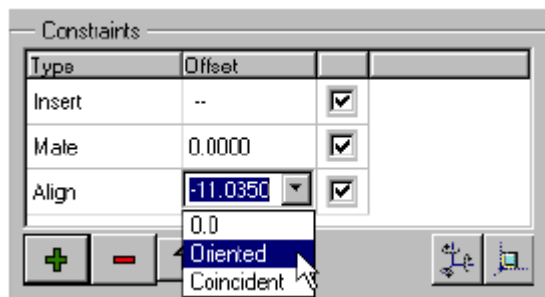 Constraints
Type Offset
Insert --
Mate 0.0000
Align -11.0350
0.0
Oriented
Coincident